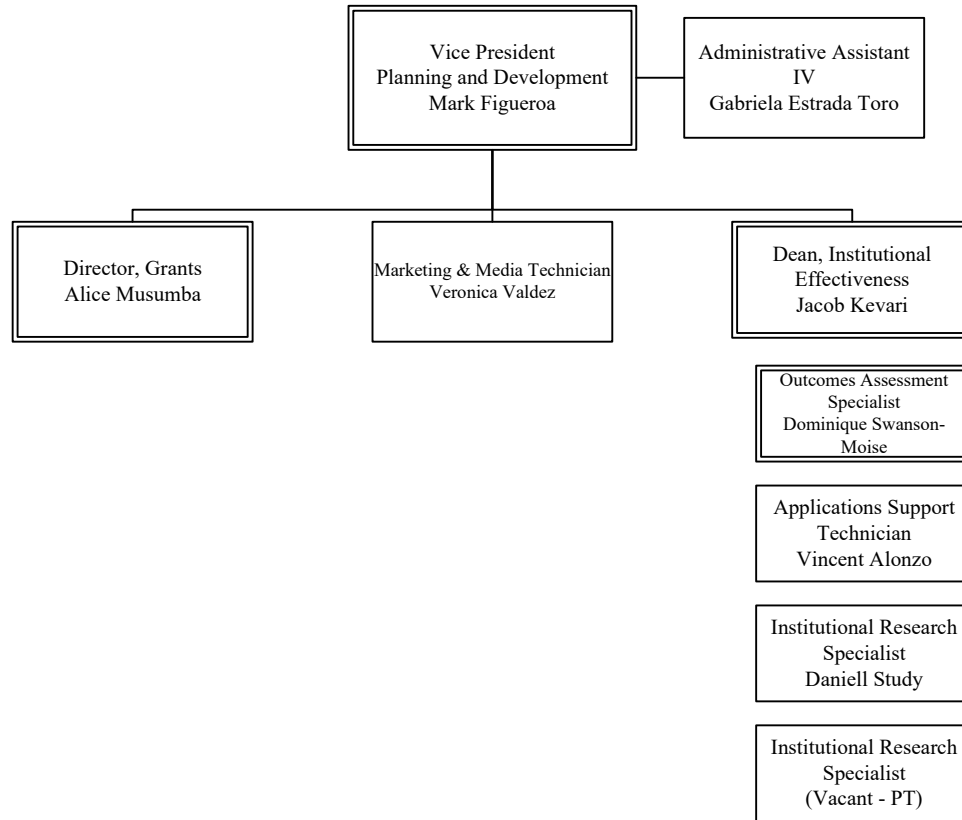 Vice President
Planning and Development
Mark Figueroa
Administrative Assistant
IV
Gabriela Estrada Toro
Director, Grants
Alice Musumba
Marketing & Media Technician
Veronica Valdez
Dean, Institutional
Effectiveness
Jacob Kevari
Outcomes Assessment
Specialist
Dominique Swanson-
Moise
Applications Support
Technician
Vincent Alonzo
Institutional Research
Specialist
Daniell Study
Institutional Research
Specialist
(Vacant - PT)